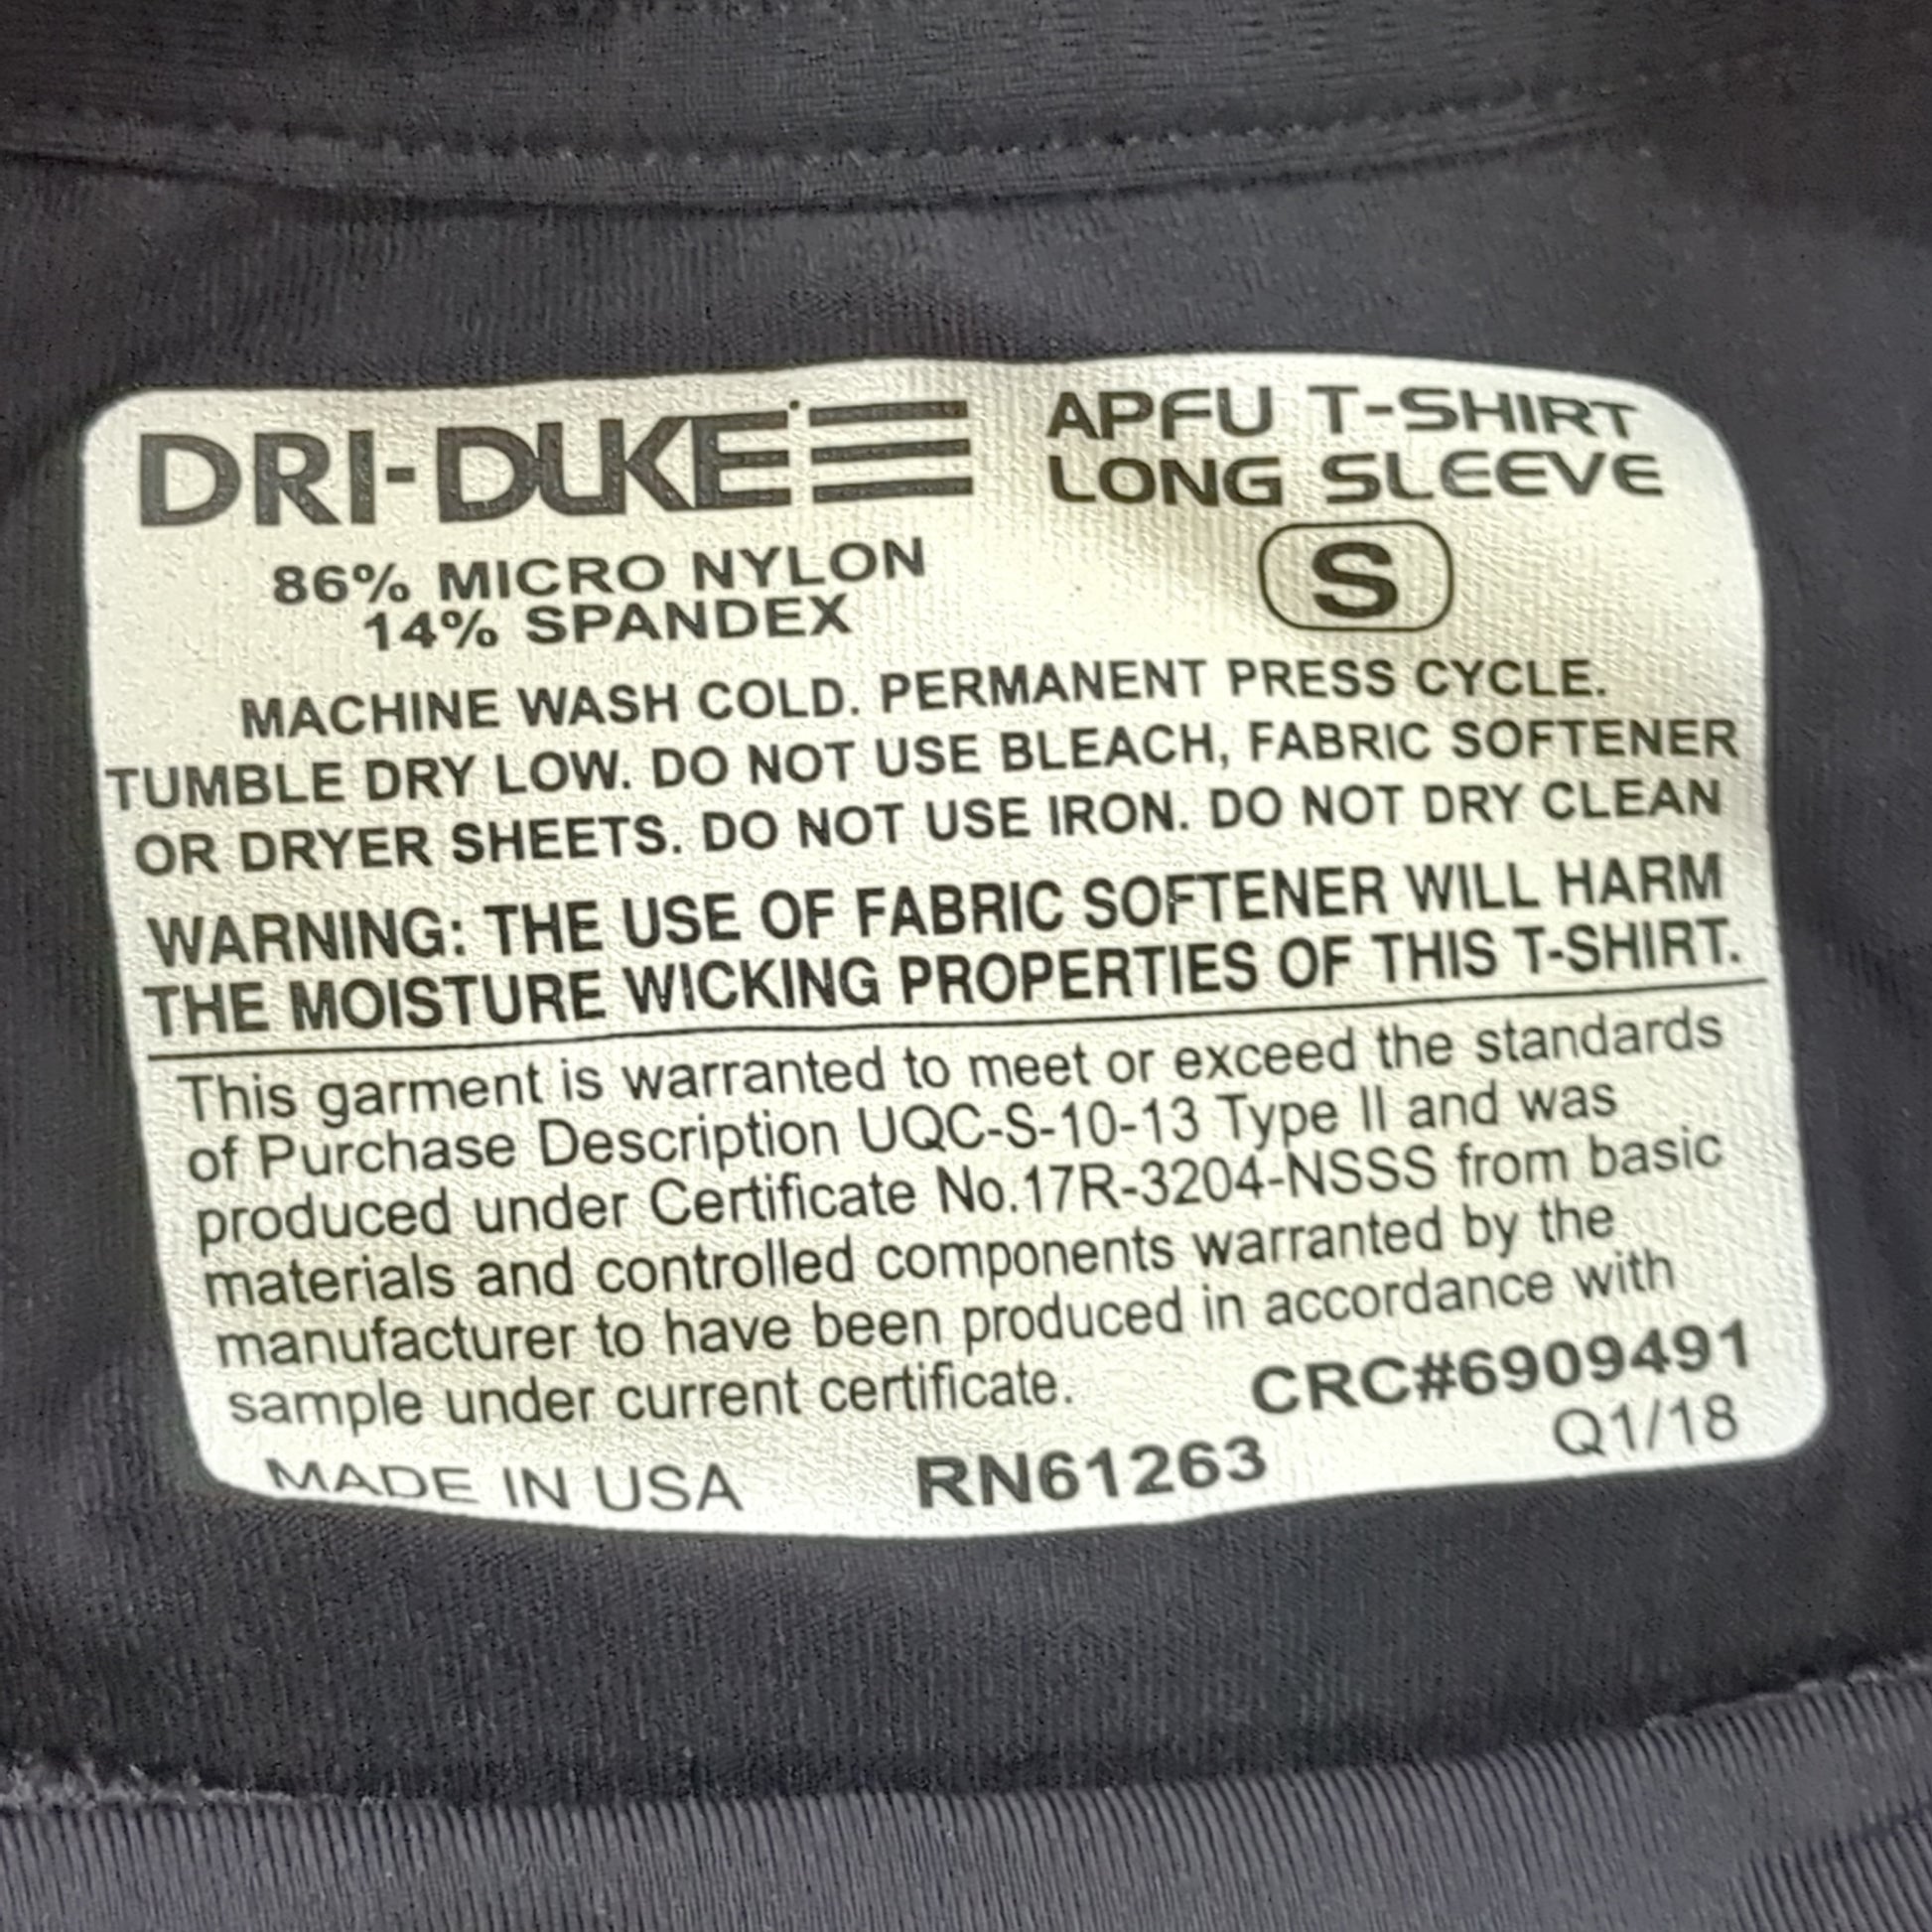 DRI-DUKE
APFU T-SHIRT
LONG SLEEVE
S
86% MICRO NYLON
14% SPANDEX
MACHINE WASH COLD. PERMANENT PRESS CYCLE.
TUMBLE DRY LOW. DO NOT USE BLEACH, FABRIC SOFTENER
OR DRYER SHEETS. DO NOT USE IRON. DO NOT DRY CLEAN
WARNING: THE USE OF FABRIC SOFTENER WILL HARM
THE MOISTURE WICKING PROPERTIES OF THIS T-SHIRT.
This garment is warranted to meet or exceed the standards
of Purchase Description UQC-S-10-13 Type II and was
produced under Certificate No.17R-3204-NSSS from basic
materials and controlled components warranted by the
manufacturer to have been produced in accordance with
sample under current certificate.
CRC#6909491
Q1/18
MADE IN USA
RN61263